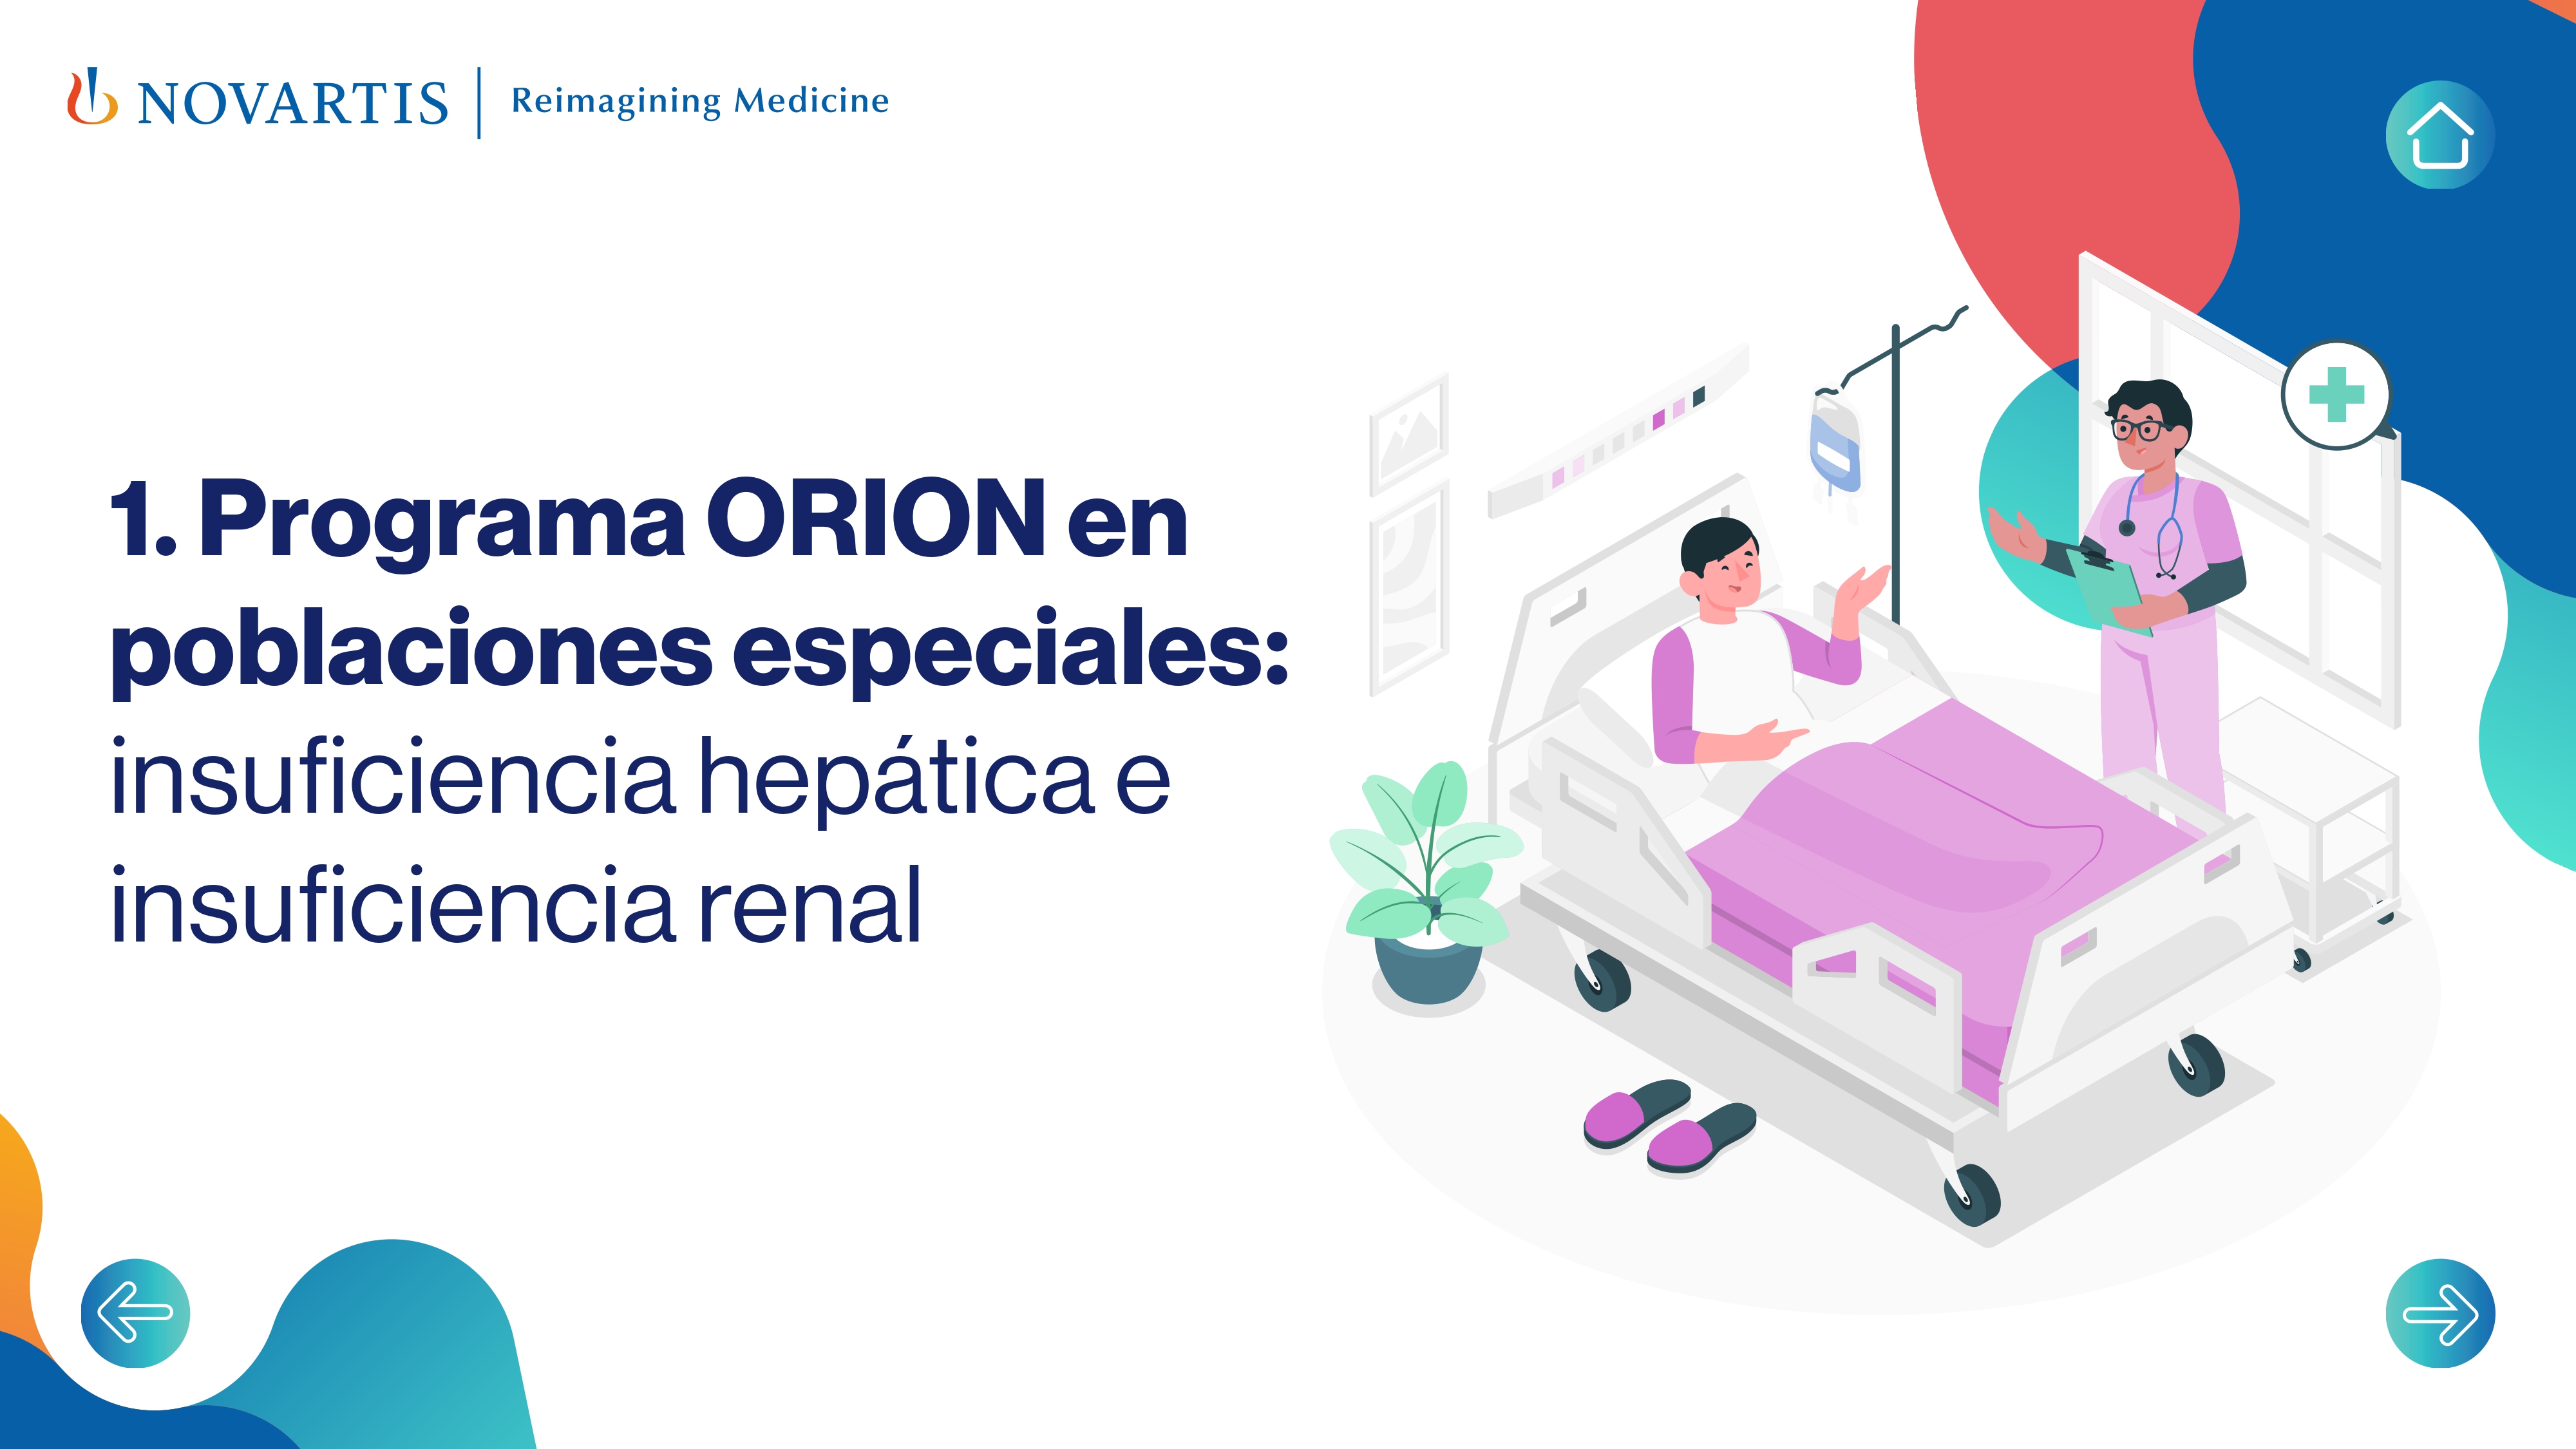 NOVARTIS | Reimagining Medicine
1. Programa ORION en
poblaciones especiales:
insuficiencia hepática e
insuficiencia renal